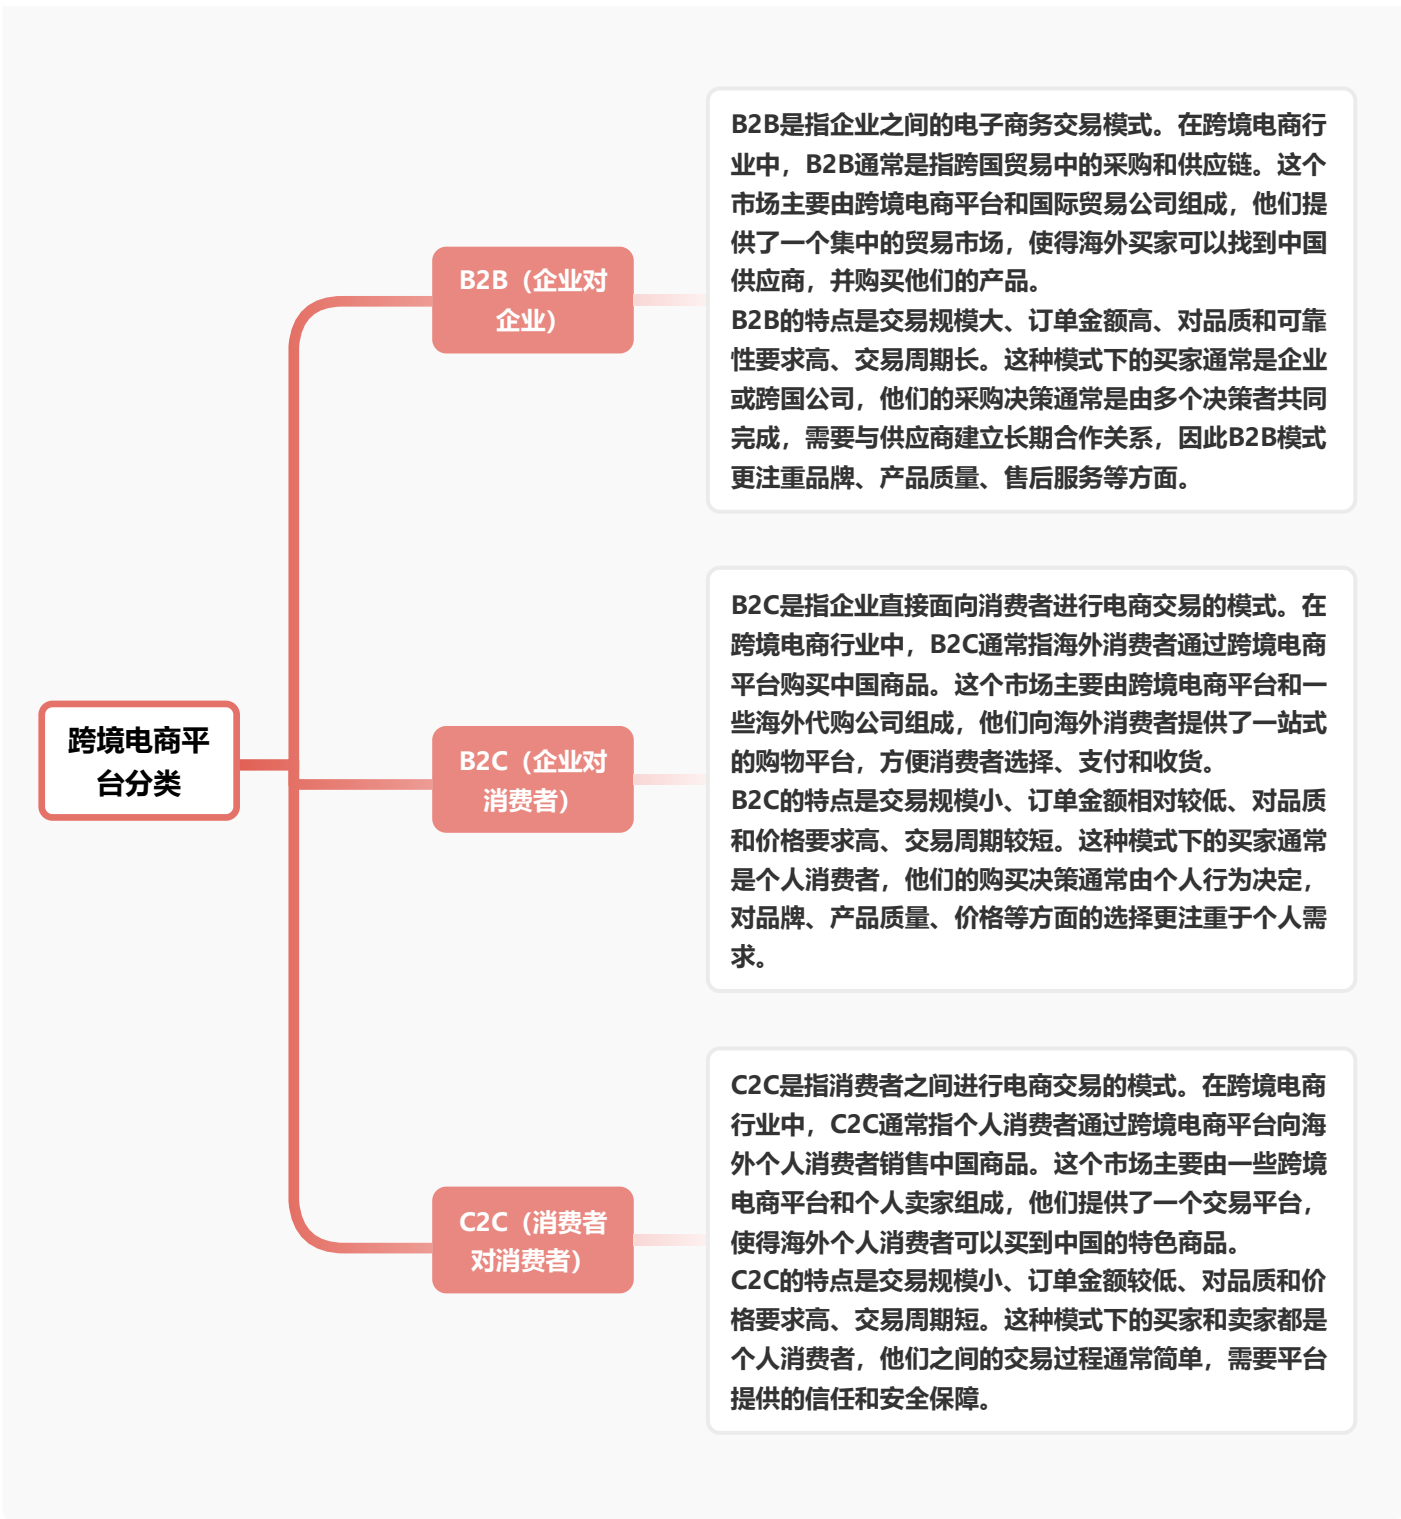 跨境电商平
台分类
B2B（企业对
企业）
B2B是指企业之间的电子商务交易模式。在跨境电商行
业中，B2B通常是指跨国贸易中的采购和供应链。这个
市场主要由跨境电商平台和国际贸易公司组成，他们提
供了一个集中的贸易市场，使得海外买家可以找到中国
供应商，并购买他们的产品。
B2B的特点是交易规模大、订单金额高、对品质和可靠
性要求高、交易周期长。这种模式下的买家通常是企业
或跨国公司，他们的采购决策通常是由多个决策者共同
完成，需要与供应商建立长期合作关系，因此B2B模式
更注重品牌、产品质量、售后服务等方面。
B2C（企业对
消费者）
B2C是指企业直接面向消费者进行电商交易的模式。在
跨境电商行业中，B2C通常指海外消费者通过跨境电商
平台购买中国商品。这个市场主要由跨境电商平台和一
些海外代购公司组成，他们向海外消费者提供了一站式
的购物平台，方便消费者选择、支付和收货。
B2C的特点是交易规模小、订单金额相对较低、对品质
和价格要求高、交易周期较短。这种模式下的买家通常
是个人消费者，他们的购买决策通常由个人行为决定，
对品牌、产品质量、价格等方面的选择更注重于个人需
求。
C2C（消费者
对消费者）
C2C是指消费者之间进行电商交易的模式。在跨境电商
行业中，C2C通常指个人消费者通过跨境电商平台向海
外个人消费者销售中国商品。这个市场主要由一些跨境
电商平台和个人卖家组成，他们提供了一个交易平台，
使得海外个人消费者可以买到中国的特色商品。
C2C的特点是交易规模小、订单金额较低、对品质和价
格要求高、交易周期短。这种模式下的买家和卖家都是
个人消费者，他们之间的交易过程通常简单，需要平台
提供的信任和安全保障。